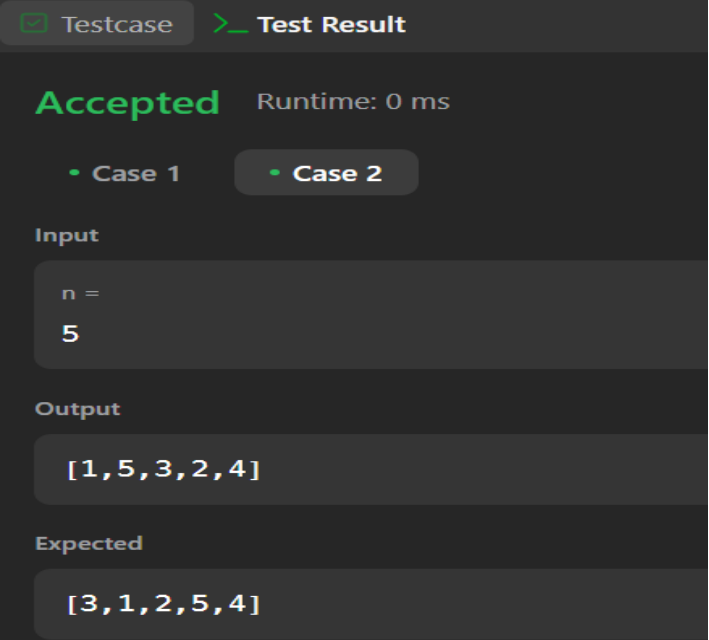 Testcase >_ Test Result
Accepted Runtime: 0 ms
• Case 1 • Case 2
Input
n =
5
Output
[1,5,3,2,4]
Expected
[3,1,2,5,4]